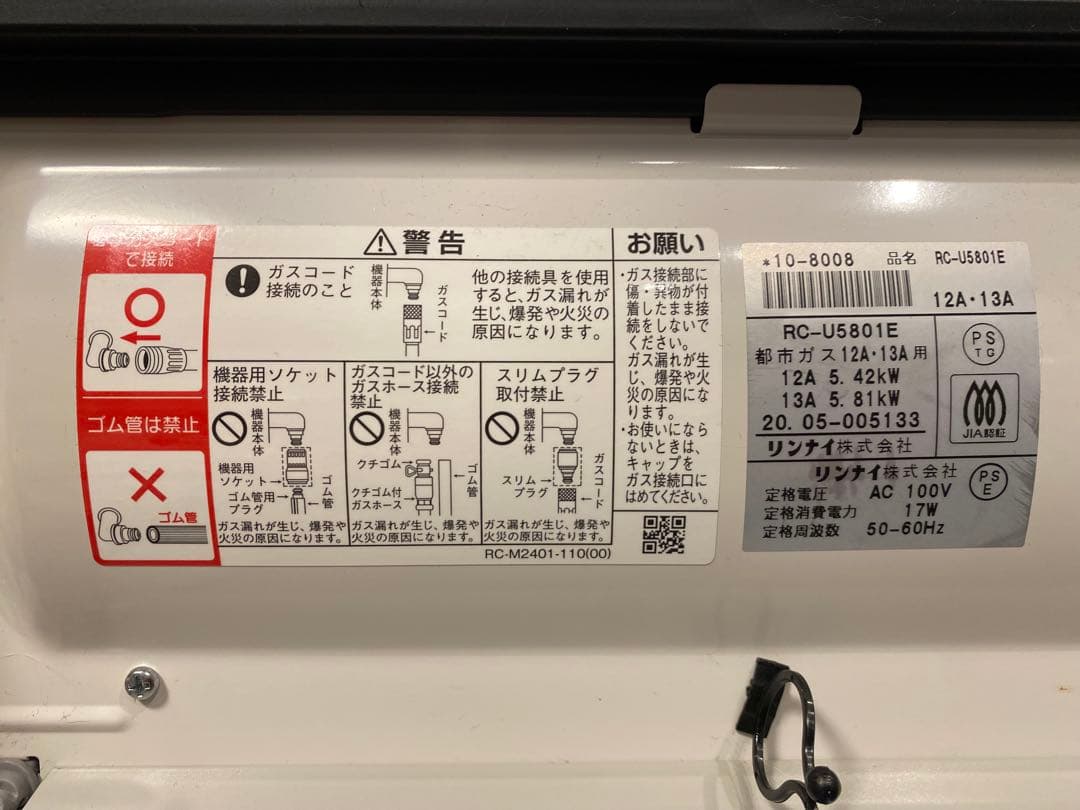 で接続
ゴム管は禁止
ゴム管
警告
ガスコード
接続のこと
機器本体
ガスコード
他の接続具を使用
すると、ガス漏れが
生じ、爆発や火災の
原因になります。
機器用ソケット
接続禁止
機器本体
機器用
ソケット
ゴム管用
プラグ
ゴム管
ガス漏れが生じ、爆発や
火災の原因になります。
ガスコード以外の
ガスホース接続
禁止
機器本体
クチゴム
クチゴム付
ガスホース
ゴム管
ガス漏れが生じ、爆発や
火災の原因になります。
スリムプラグ
取付禁止
機器本体
スリム
プラグ
ガスコード
ガス漏れが生じ、爆発や
火災の原因になります。
RC-M2401-110(00)
お願い
・ガス接続部に
傷・異物が付
着したまま接
続をしないで
ください。
ガス漏れが生
じ、爆発や火
災の原因にな
ります。
・お使いになら
ないときは、
キャップを
ガス接続口に
はめてください。
*10-8008 品名 RC-U5801E
12A・13A
RC-U5801E
都市ガス12A・13A用
12A 5.42kW
13A 5.81kW
20.05-005133
リンナイ株式会社
PS
TG
JIA認証
リンナイ株式会社
定格電圧 AC 100V
定格消費電力 17W
定格周波数 50-60Hz
PS
E